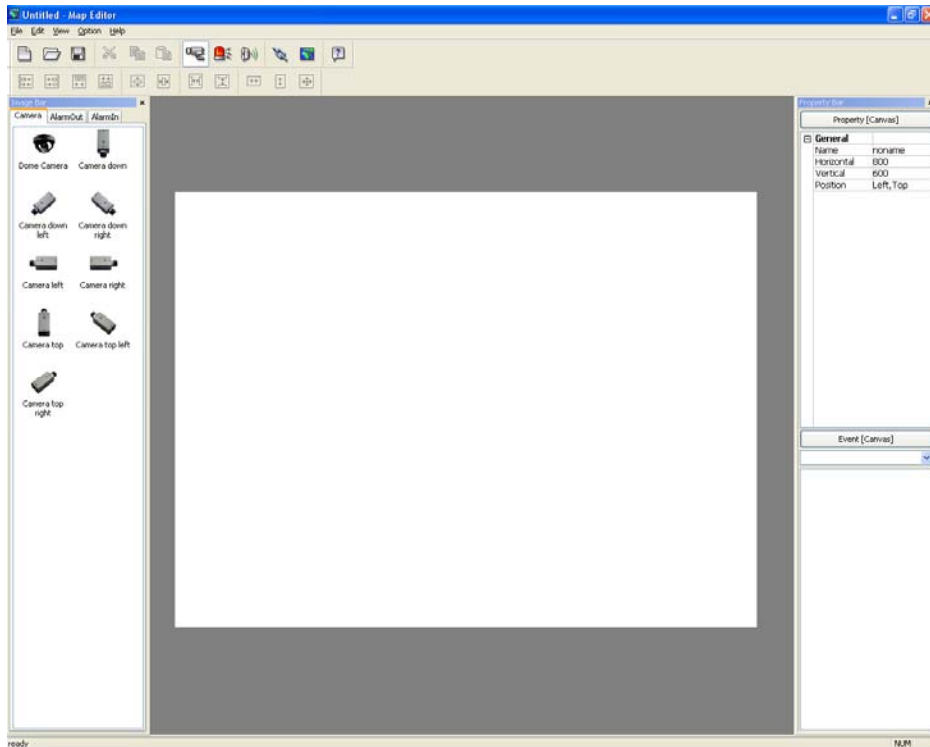 Untitled - Map Editor
File Edit View Option Help
Image Bar
Camera AlarmOut AlarmIn
Dome Camera Camera down
Camera down left Camera down right
Camera left Camera right
Camera top Camera top left
Camera top right
Property Bar
Property [Canvas]
General
Name noname
Horizontal 800
Vertical 600
Position Left,Top
Event [Canvas]
ready NUM